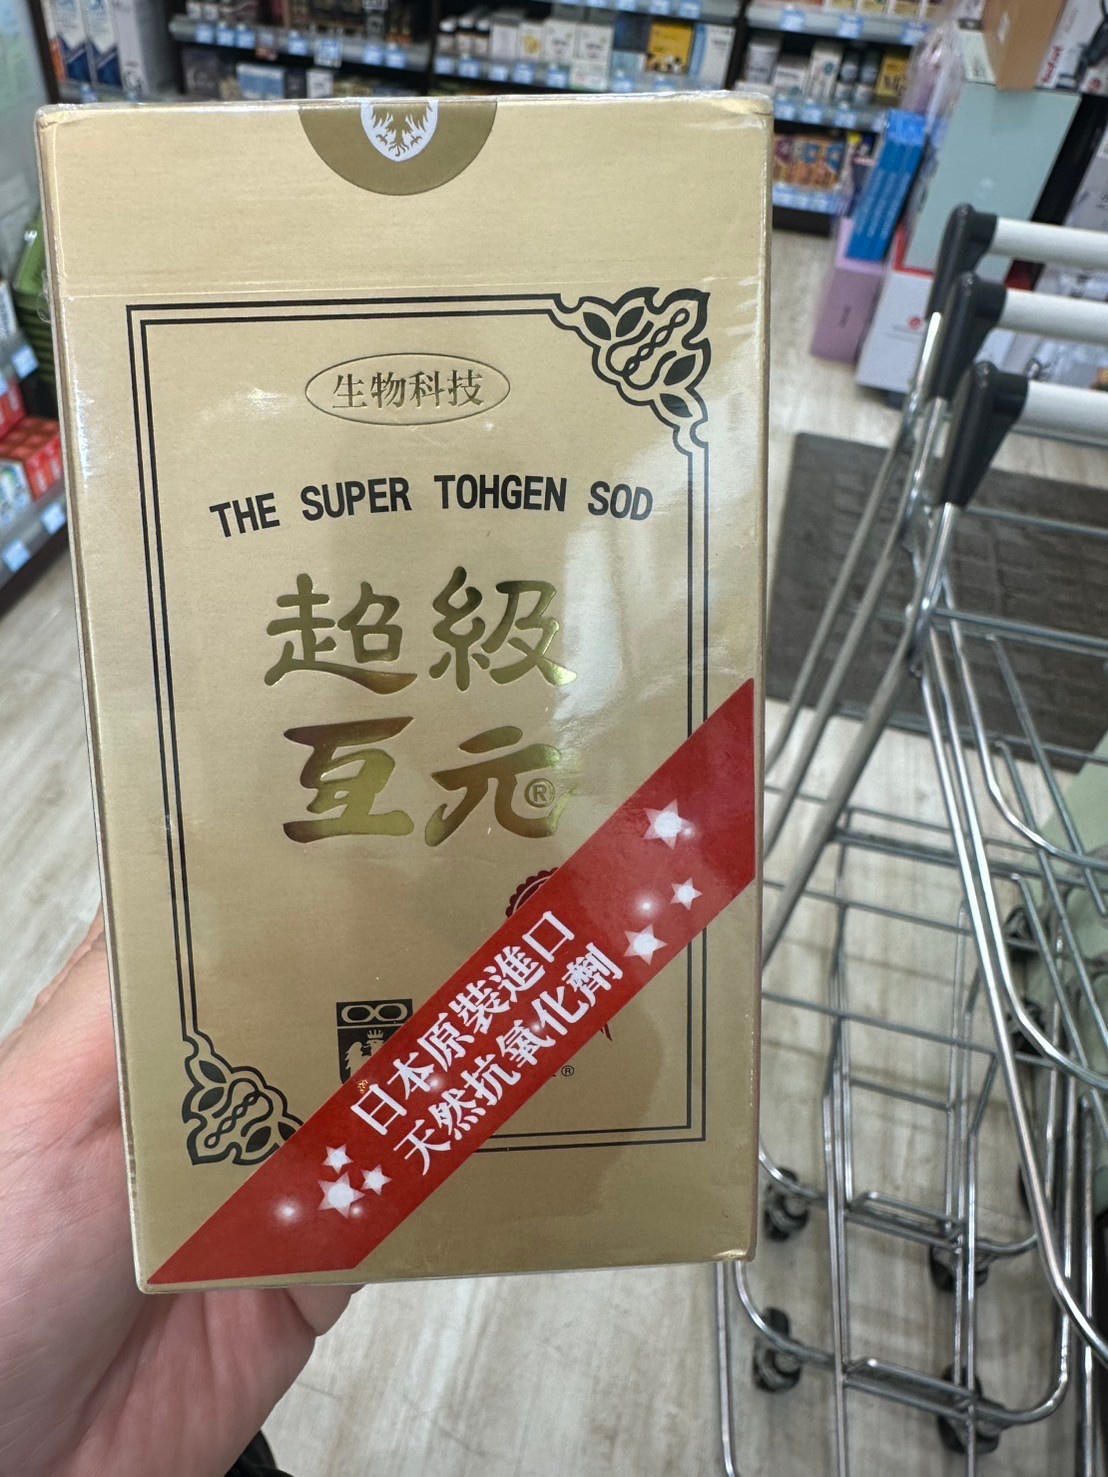 生物科技
THE SUPER TOHGEN SOD
超級
亙元®
日本原裝進口
天然抗氧化劑
®